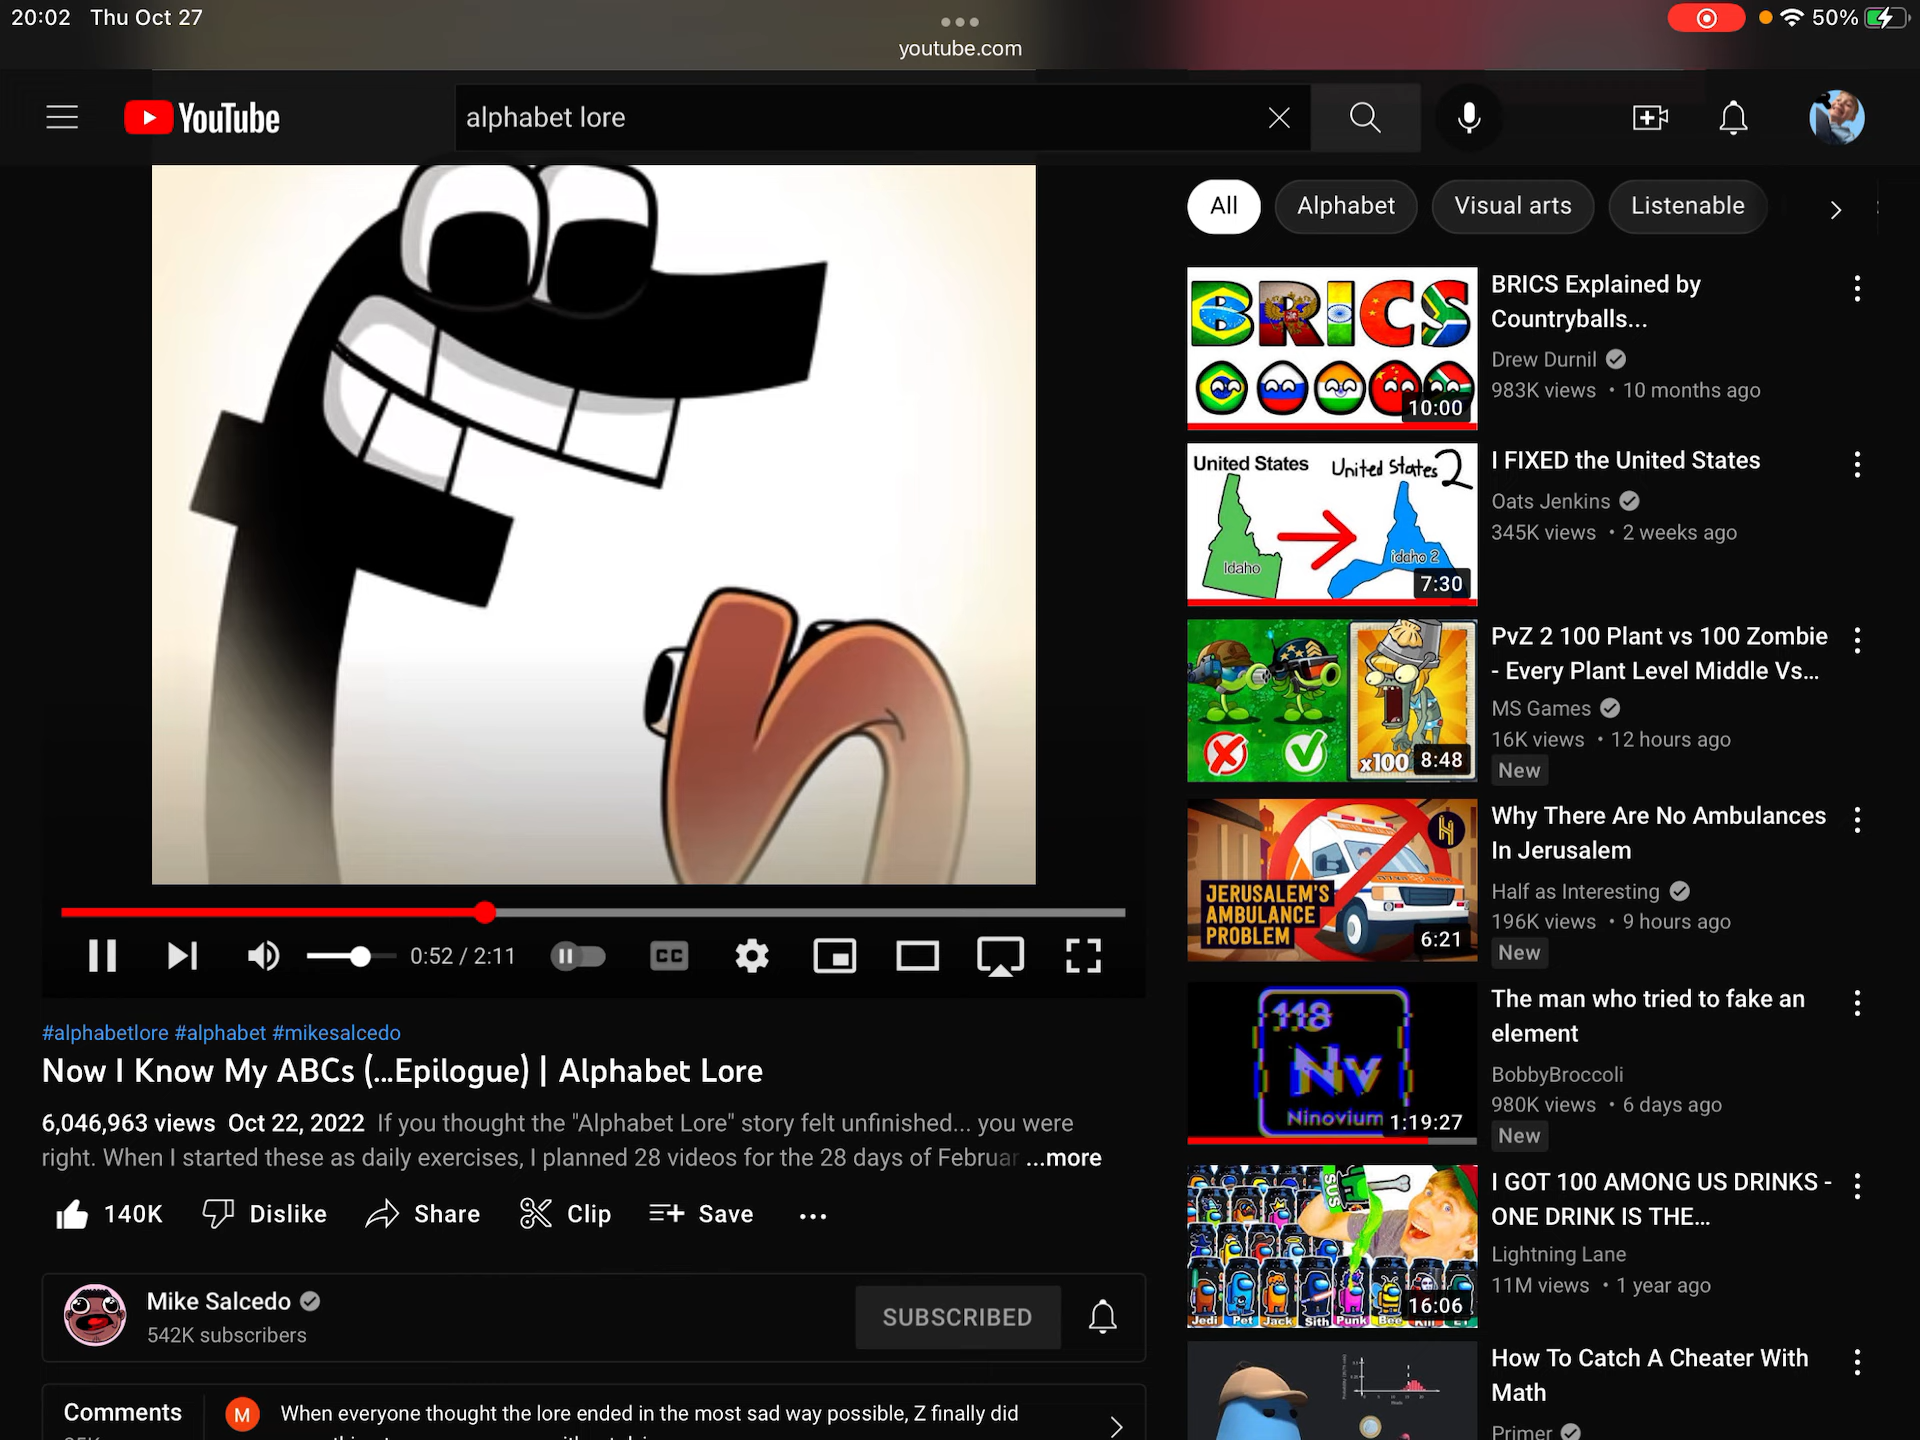 20:02 Thu Oct 27
50%
youtube.com
YouTube
alphabet lore
All
Alphabet
Visual arts
Listenable
BRICS
10:00
BRICS Explained by
Countryballs...
Drew Durnil
983K views • 10 months ago
United States
United States 2
Idaho
idaho 2
7:30
I FIXED the United States
Oats Jenkins
345K views • 2 weeks ago
x100
8:48
PvZ 2 100 Plant vs 100 Zombie
- Every Plant Level Middle Vs...
MS Games
16K views • 12 hours ago
New
JERUSALEM'S
AMBULANCE
PROBLEM
6:21
Why There Are No Ambulances
In Jerusalem
Half as Interesting
196K views • 9 hours ago
New
118
Nv
Ninovium
1:19:27
The man who tried to fake an
element
BobbyBroccoli
980K views • 6 days ago
New
SUS
Jedi Pet Jack Sith Punk Bee
16:06
I GOT 100 AMONG US DRINKS -
ONE DRINK IS THE...
Lightning Lane
11M views • 1 year ago
How To Catch A Cheater With
Math
Primer
0:52 / 2:11
CC
#alphabetlore #alphabet #mikesalcedo
Now I Know My ABCs (...Epilogue) | Alphabet Lore
6,046,963 views Oct 22, 2022 If you thought the "Alphabet Lore" story felt unfinished... you were
right. When I started these as daily exercises, I planned 28 videos for the 28 days of Februar ...more
140K
Dislike
Share
Clip
Save
Mike Salcedo
542K subscribers
SUBSCRIBED
Comments
M
When everyone thought the lore ended in the most sad way possible, Z finally did